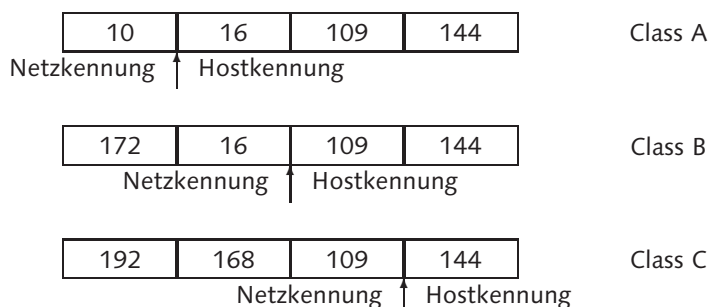 10 16 109 144 Class A
Netzkennung Hostkennung
172 16 109 144 Class B
Netzkennung Hostkennung
192 168 109 144 Class C
Netzkennung Hostkennung